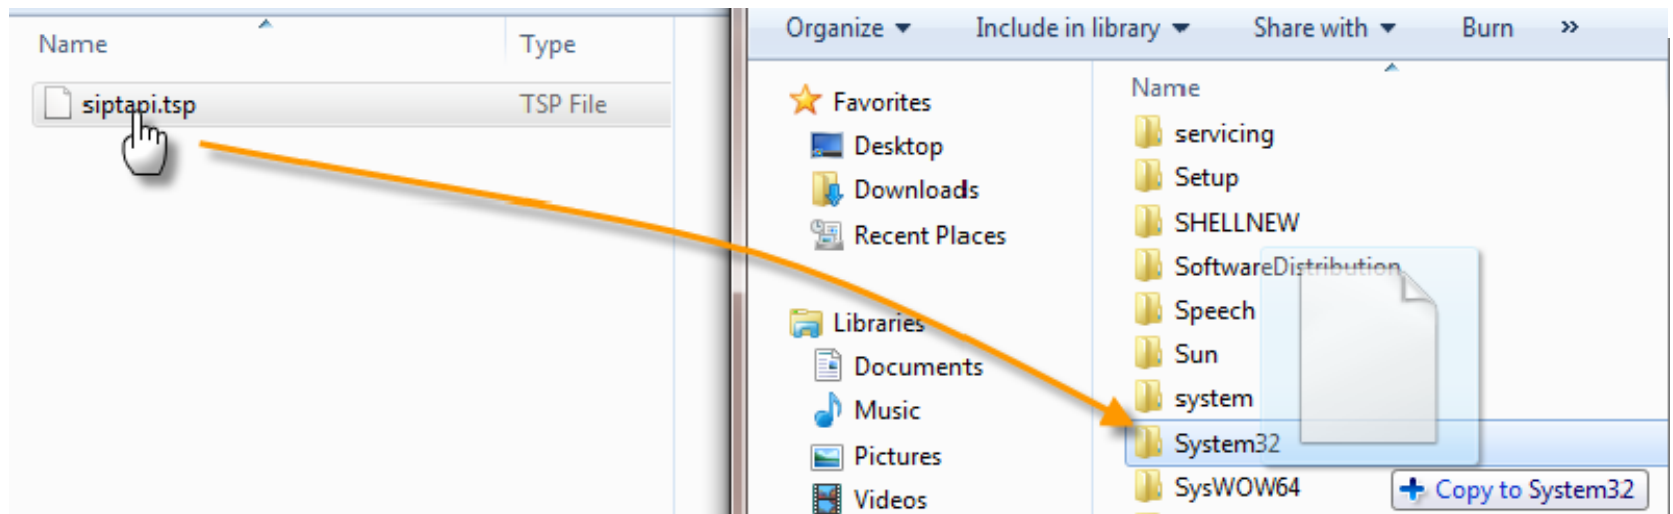 Name Type
siptapi.tsp TSP File
Organize Include in library Share with Burn »
Favorites
Desktop
Downloads
Recent Places
Libraries
Documents
Music
Pictures
Videos
Name
servicing
Setup
SHELLNEW
SoftwareDistribution
Speech
Sun
system
System32
SysWOW64
Copy to System32